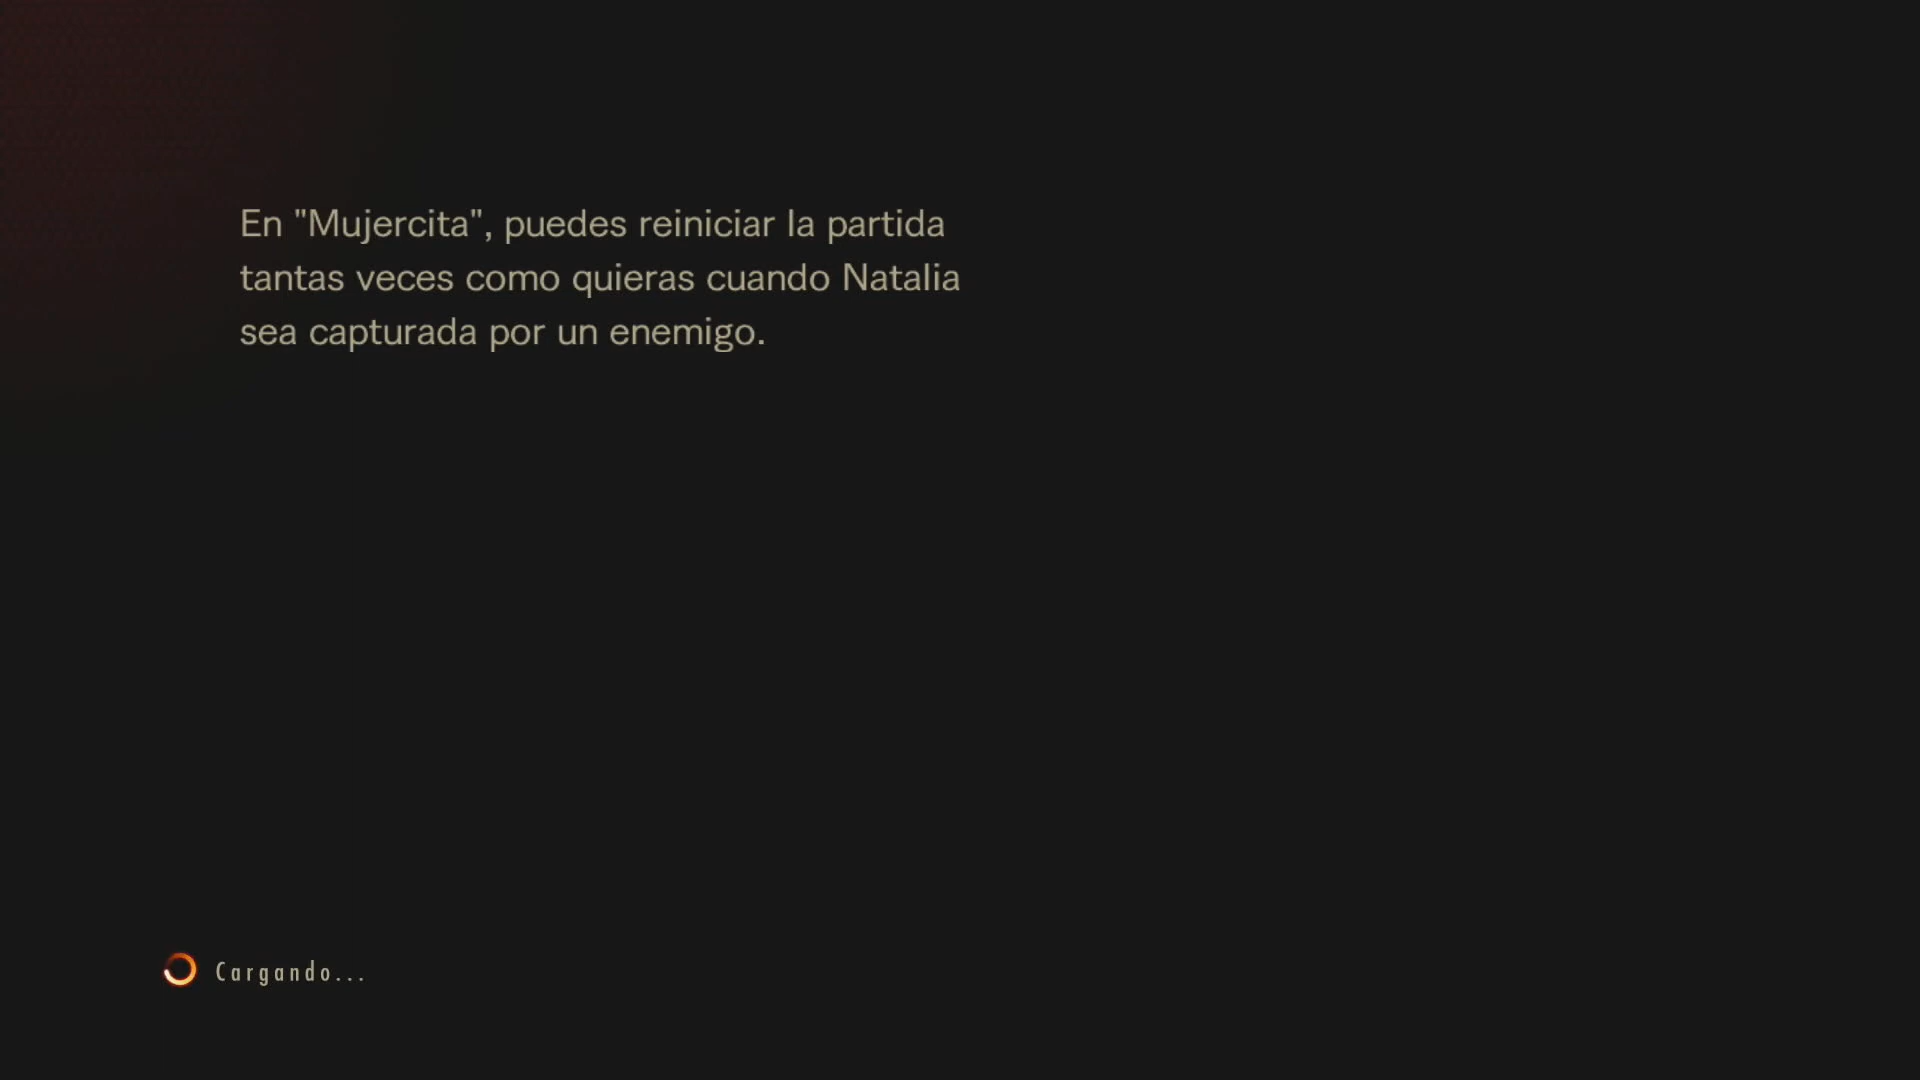 En "Mujercita", puedes reiniciar la partida
tantas veces como quieras cuando Natalia
sea capturada por un enemigo.
Cargando...